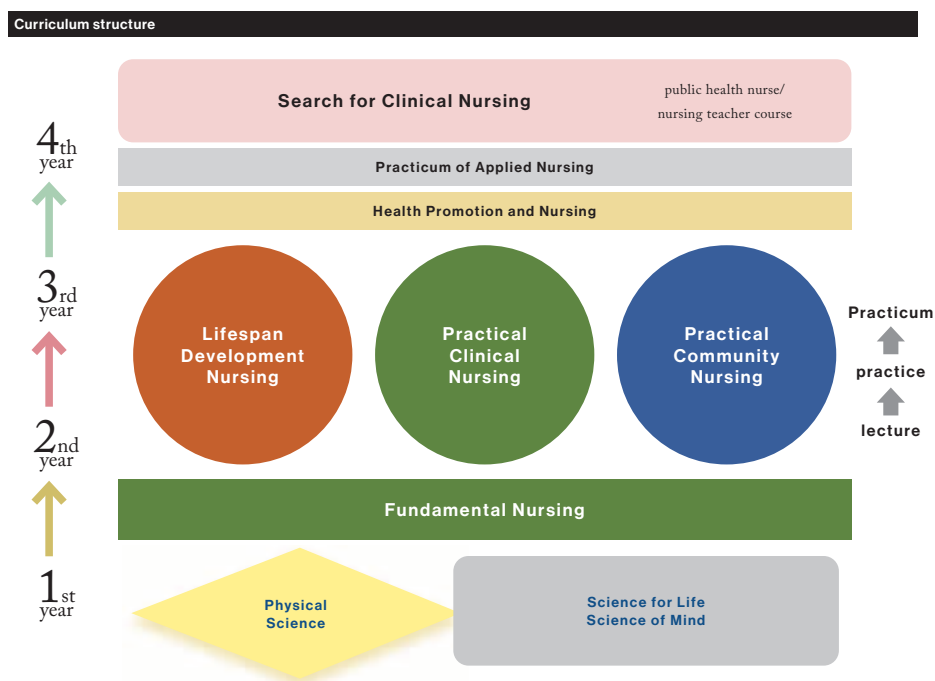 Curriculum structure
Search for Clinical Nursing
public health nurse/
nursing teacher course
4th
year
Practicum of Applied Nursing
Health Promotion and Nursing
3rd
year
Lifespan
Development
Nursing
Practical
Clinical
Nursing
Practical
Community
Nursing
Practicum
practice
lecture
2nd
year
Fundamental Nursing
1st
year
Physical
Science
Science for Life
Science of Mind